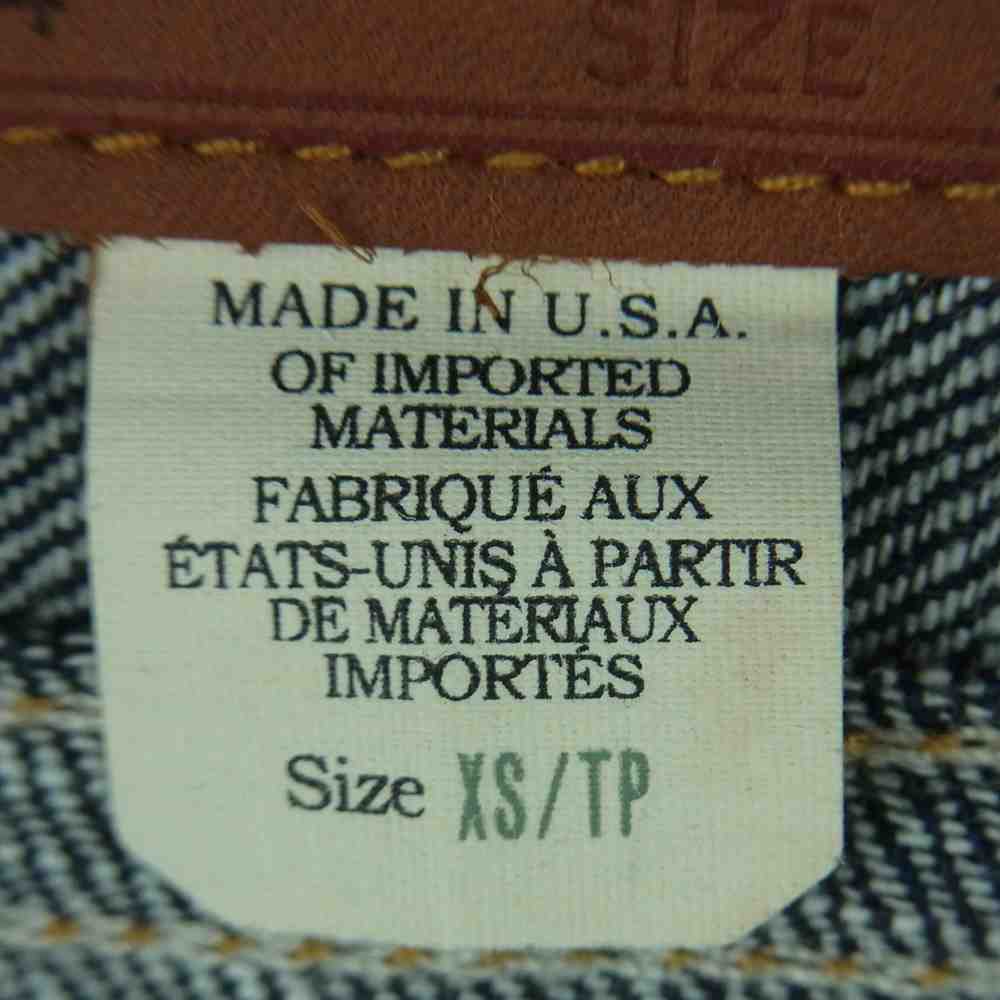 SIZE
MADE IN U.S.A.
OF IMPORTED
MATERIALS
FABRIQUÉ AUX
ÉTATS-UNIS À PARTIR
DE MATÉRIAUX
IMPORTÉS
Size XS/TP